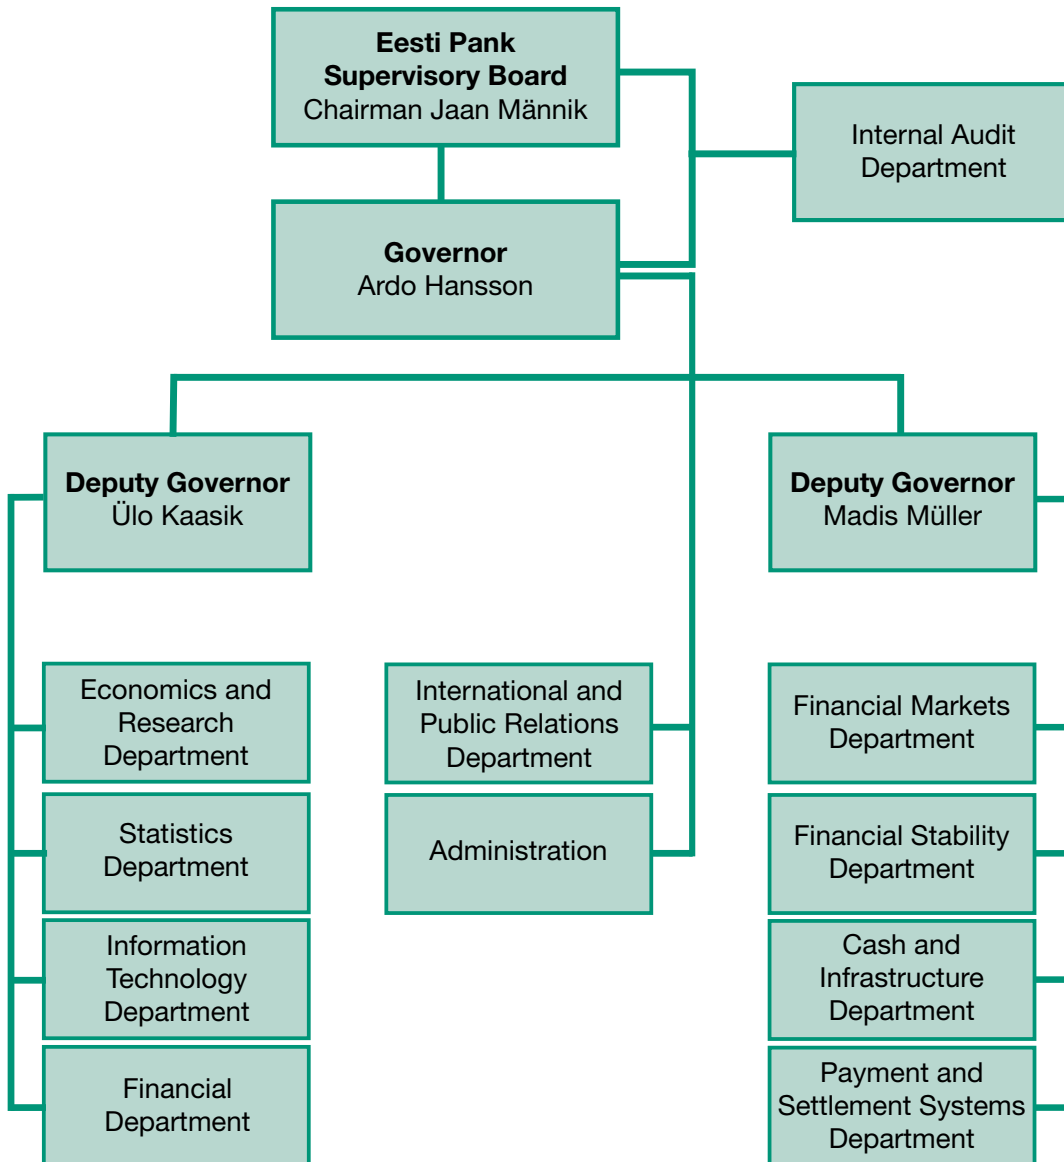 Eesti Pank
Supervisory Board
Chairman Jaan Männik
Internal Audit
Department
Governor
Ardo Hansson
Deputy Governor
Ülo Kaasik
Deputy Governor
Madis Müller
Economics and
Research
Department
Statistics
Department
Information
Technology
Department
Financial
Department
International and
Public Relations
Department
Administration
Financial Markets
Department
Financial Stability
Department
Cash and
Infrastructure
Department
Payment and
Settlement Systems
Department